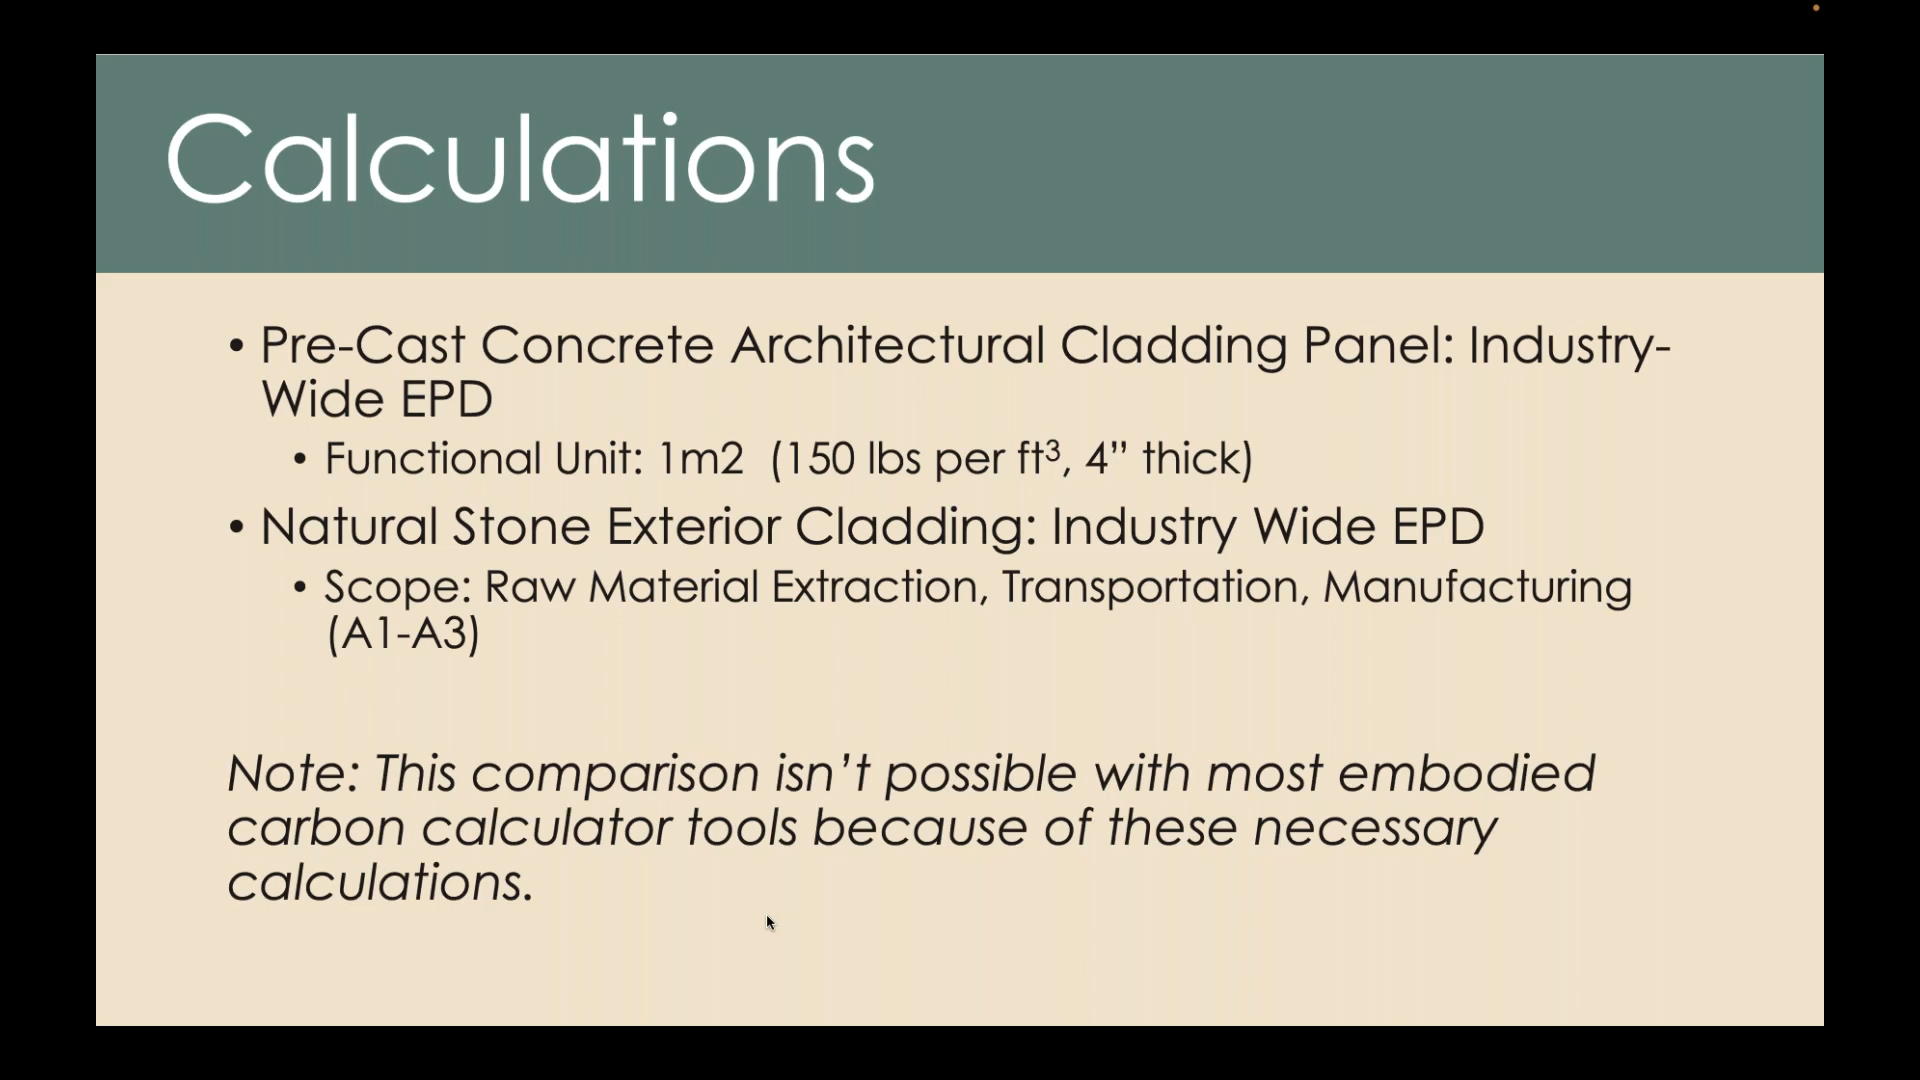 Calculations
• Pre-Cast Concrete Architectural Cladding Panel: Industry-
Wide EPD
• Functional Unit: 1m2  (150 lbs per ft³, 4” thick)
• Natural Stone Exterior Cladding: Industry Wide EPD
• Scope: Raw Material Extraction, Transportation, Manufacturing
(A1-A3)
Note: This comparison isn’t possible with most embodied
carbon calculator tools because of these necessary
calculations.